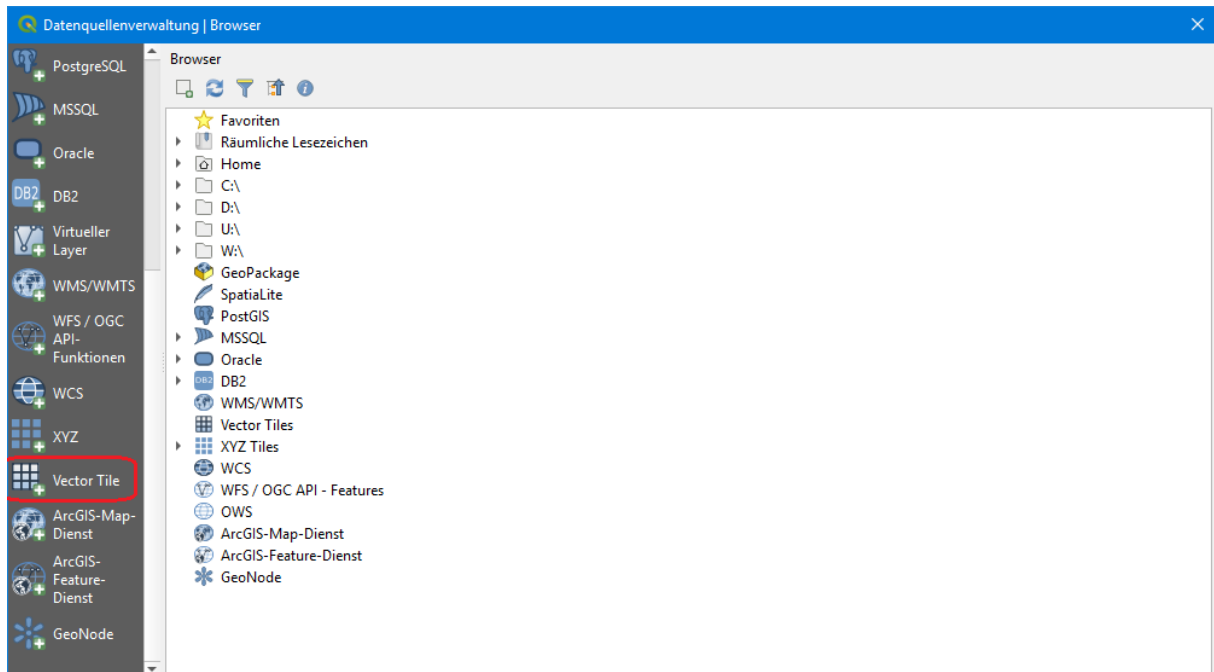 Datenquellenverwaltung | Browser
PostgreSQL
MSSQL
Oracle
DB2
DB2
Virtueller
Layer
WMS/WMTS
WFS / OGC
API-
Funktionen
WCS
XYZ
Vector Tile
ArcGIS-Map-
Dienst
ArcGIS-
Feature-
Dienst
GeoNode
Browser
Favoriten
Räumliche Lesezeichen
Home
C:\
D:\
U:\
W:\
GeoPackage
SpatiaLite
PostGIS
MSSQL
Oracle
DB2 DB2
WMS/WMTS
Vector Tiles
XYZ Tiles
WCS
WFS / OGC API - Features
OWS
ArcGIS-Map-Dienst
ArcGIS-Feature-Dienst
GeoNode